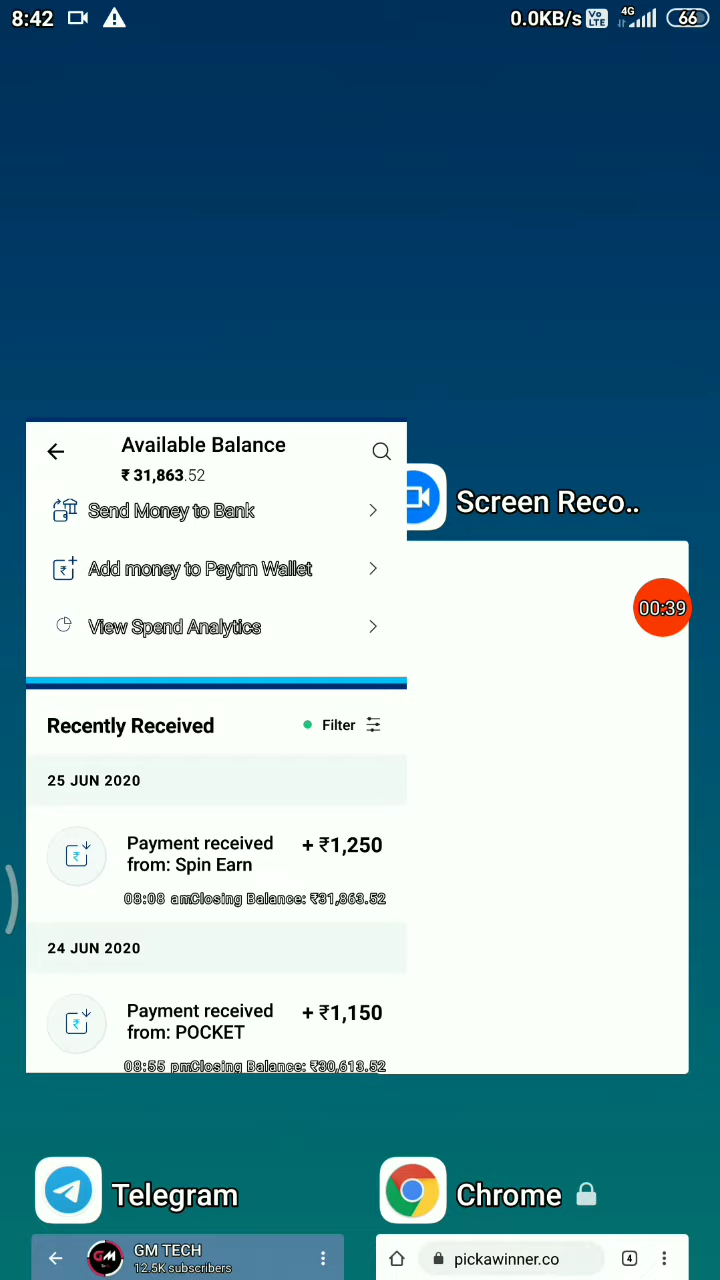 8:42
0.0KB/s Vo LTE 4G 66
Available Balance
₹ 31,863.52
Send Money to Bank
Add money to Paytm Wallet
View Spend Analytics
Screen Reco..
00:39
Recently Received
Filter
25 JUN 2020
Payment received from: Spin Earn
+ ₹1,250
08:08 amClosing Balance: ₹31,863.52
24 JUN 2020
Payment received from: POCKET
+ ₹1,150
08:55 pmClosing Balance: ₹30,613.52
Telegram
Chrome
GM
GM TECH
12.5K subscribers
pickawinner.co
4